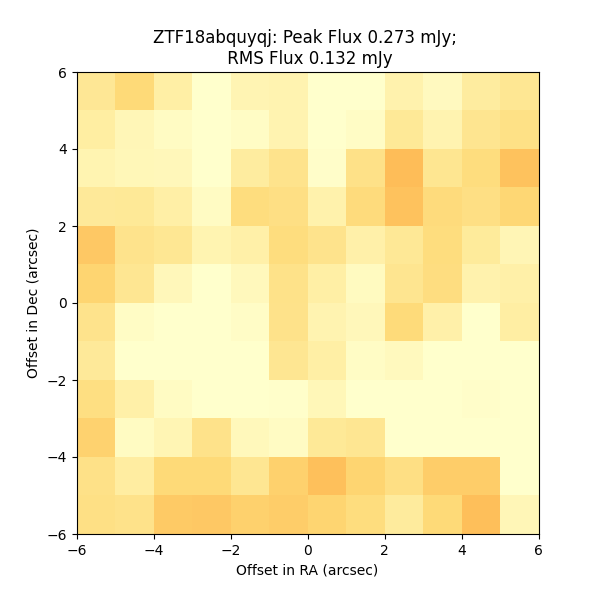 ZTF18abquyqj: Peak Flux 0.273 mJy;
RMS Flux 0.132 mJy
6
4
2
0
−2
−4
−6
Offset in Dec (arcsec)
−6 −4 −2 0 2 4 6
Offset in RA (arcsec)